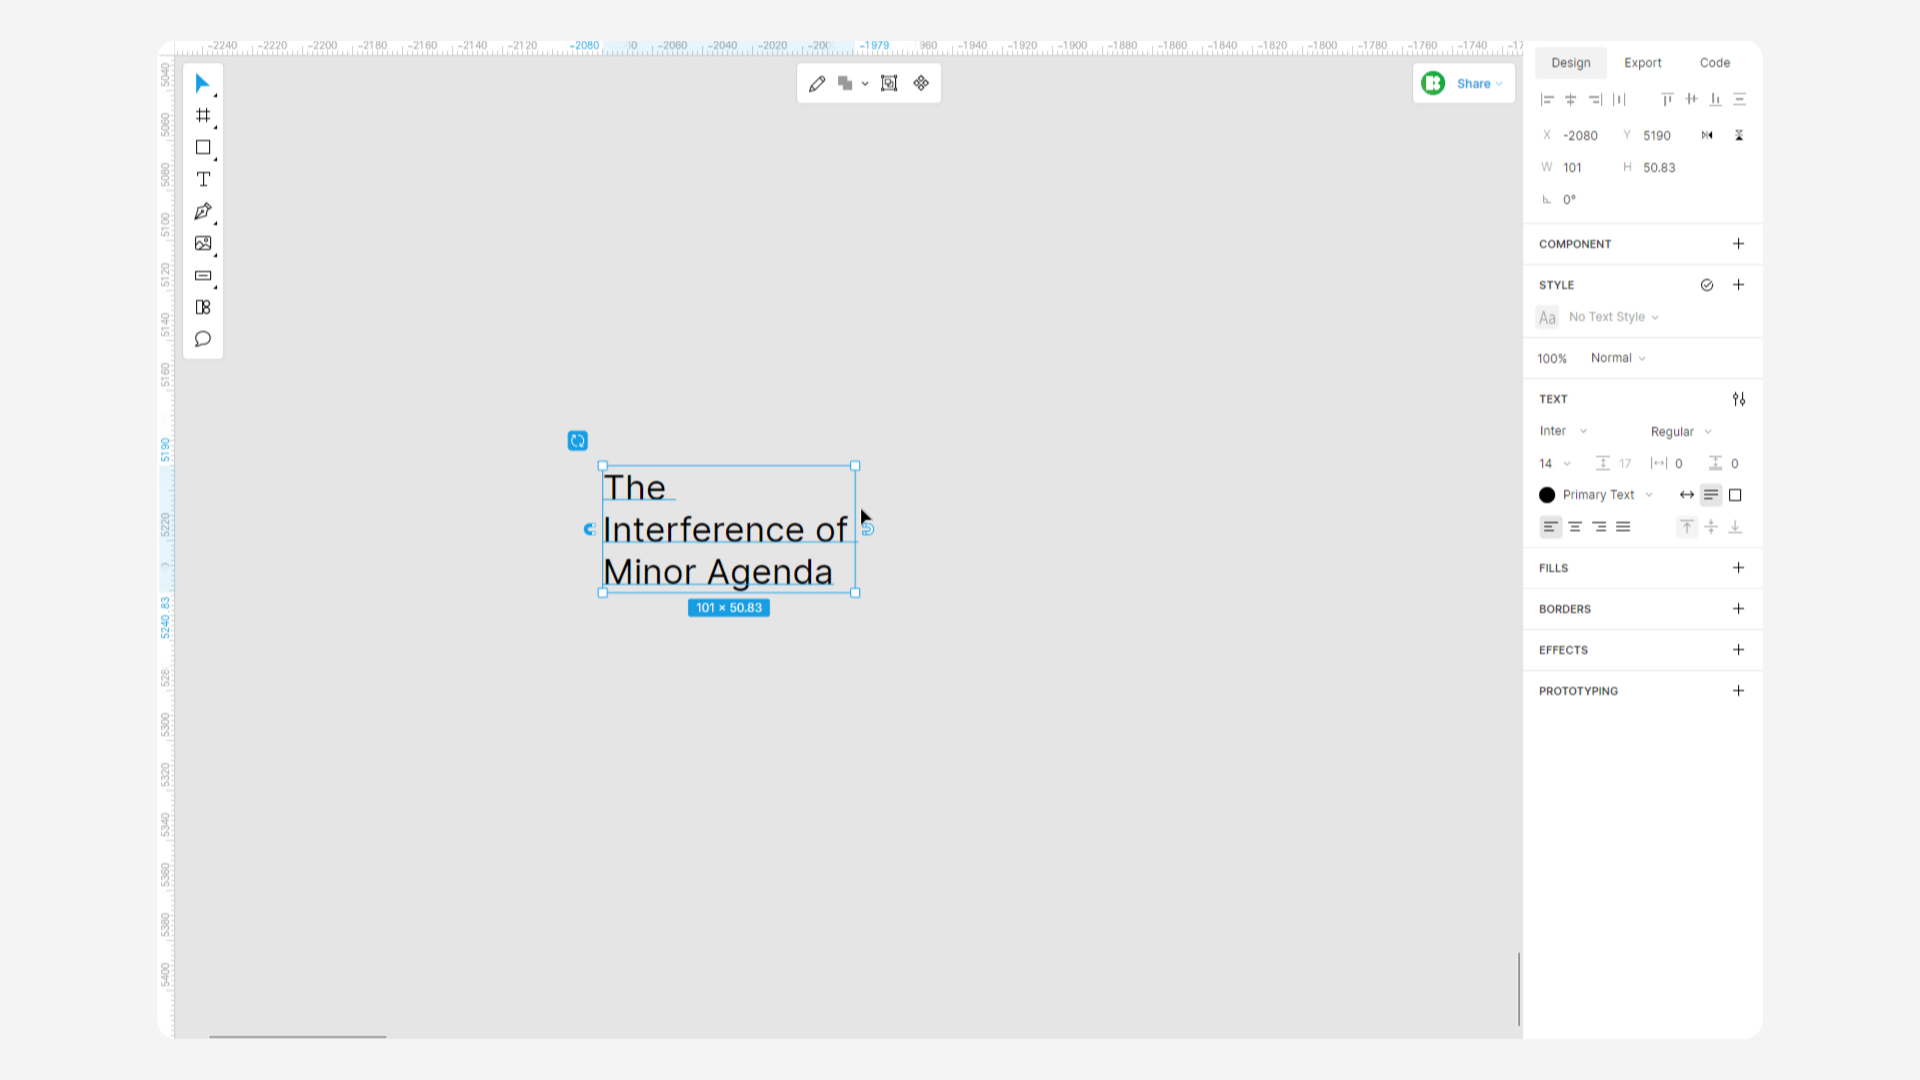 -2240 -2220 -2200 -2180 -2160 -2140 -2120 -2080 -2060 -2040 -2020 -1979 960 -1940 -1920 -1900 -1880 -1860 -1840 -1820 -1800 -1780 -1760 -1740
Design Export Code
Share
X -2080 Y 5190
W 101 H 50.83
0°
COMPONENT
STYLE
Aa No Text Style
100% Normal
TEXT
Inter Regular
14 17 0 0
Primary Text
FILLS
BORDERS
EFFECTS
PROTOTYPING
5040
5060
5080
5100
5120
5140
5160
5190
5220
5240.83
528
5300
5320
5340
5360
5380
5400
The
Interference of
Minor Agenda
101 × 50.83